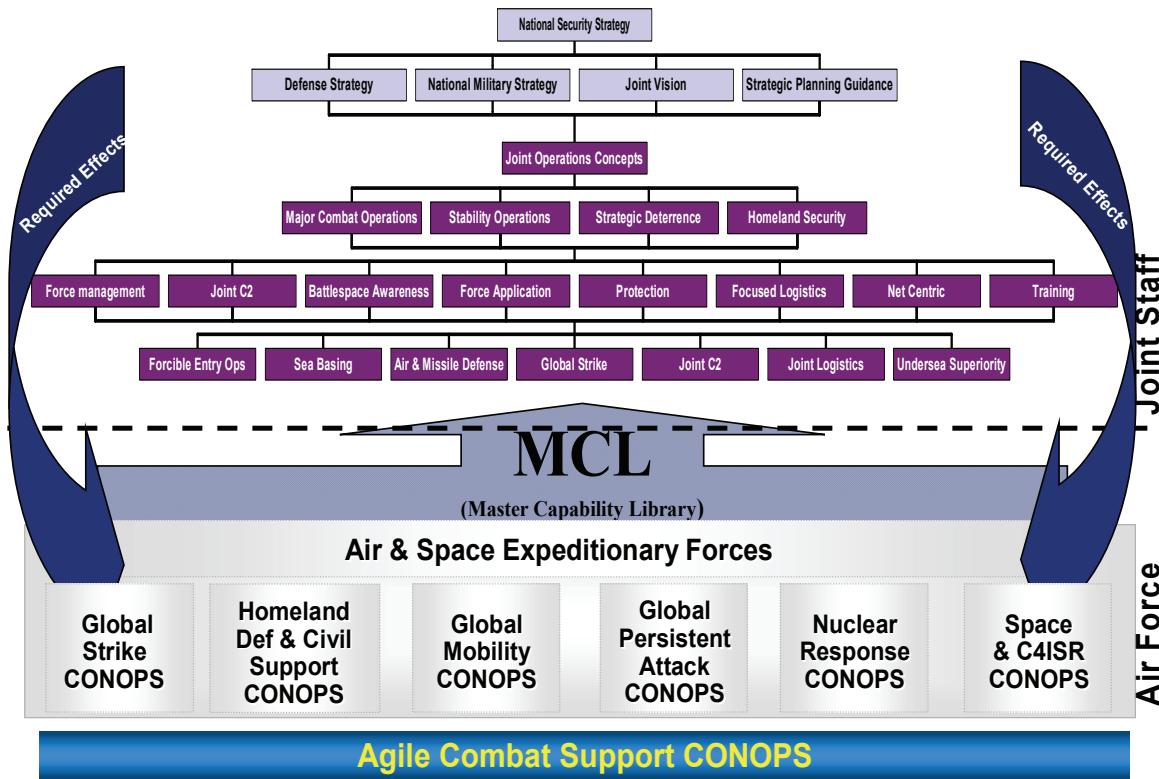 National Security Strategy
Defense Strategy
National Military Strategy
Joint Vision
Strategic Planning Guidance
Required Effects
Required Effects
Joint Operations Concepts
Major Combat Operations
Stability Operations
Strategic Deterrence
Homeland Security
Force management
Joint C2
Battlespace Awareness
Force Application
Protection
Focused Logistics
Net Centric
Training
Forcible Entry Ops
Sea Basing
Air & Missile Defense
Global Strike
Joint C2
Joint Logistics
Undersea Superiority
Joint Staff
MCL
(Master Capability Library)
Air & Space Expeditionary Forces
Global
Strike
CONOPS
Homeland
Def & Civil
Support
CONOPS
Global
Mobility
CONOPS
Global
Persistent
Attack
CONOPS
Nuclear
Response
CONOPS
Space
& C4ISR
CONOPS
Air Force
Agile Combat Support CONOPS